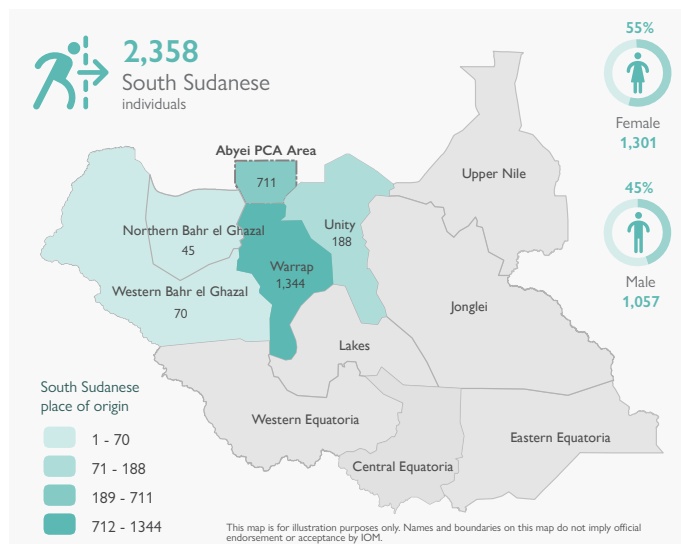 2,358
South Sudanese
individuals
55%
Female
1,301
45%
Male
1,057
Abyei PCA Area
711
Upper Nile
Northern Bahr el Ghazal
45
Unity
188
Warrap
1,344
Western Bahr el Ghazal
70
Jonglei
Lakes
Western Equatoria
Eastern Equatoria
Central Equatoria
South Sudanese
place of origin
1 - 70
71 - 188
189 - 711
712 - 1344
This map is for illustration purposes only. Names and boundaries on this map do not imply official
endorsement or acceptance by IOM.